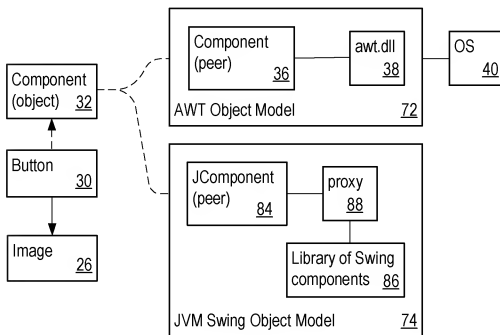 Component
(object) 32
Button
30
Image
26
Component
(peer)
36
awt.dll
38
AWT Object Model 72
OS
40
JComponent
(peer)
84
proxy
88
Library of Swing
components 86
JVM Swing Object Model 74